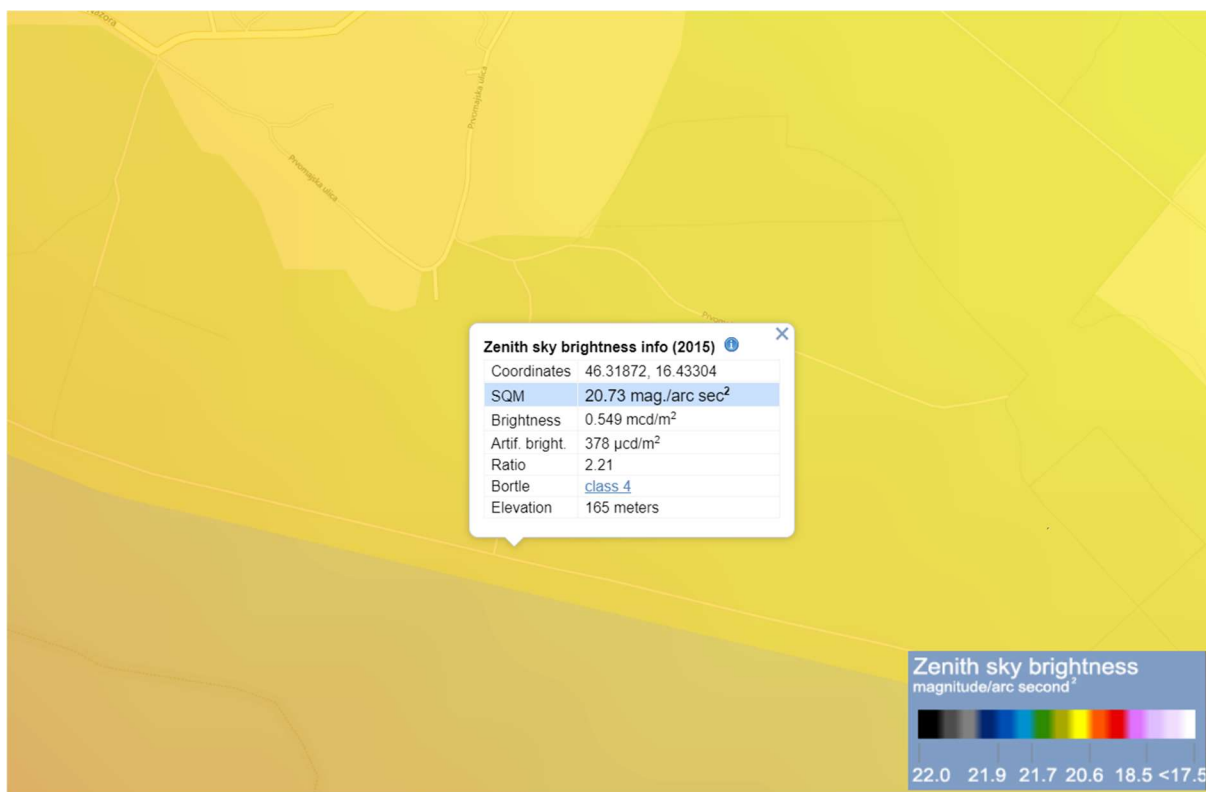 Prvomajska ulica
Prvomajska ulica
Zenith sky brightness info (2015)
Coordinates 46.31872, 16.43304
SQM 20.73 mag./arc sec²
Brightness 0.549 mcd/m²
Artif. bright. 378 μcd/m²
Ratio 2.21
Bortle class 4
Elevation 165 meters
Zenith sky brightness
magnitude/arc second²
22.0 21.9 21.7 20.6 18.5 <17.5